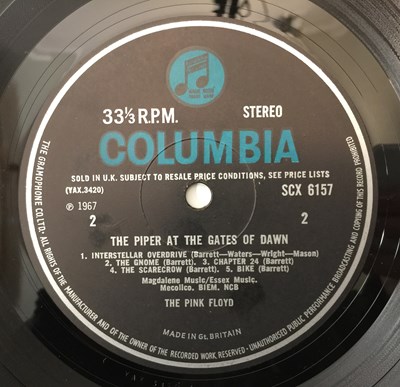 33⅓ R.P.M.
STEREO
COLUMBIA
SOLD IN U.K. SUBJECT TO RESALE PRICE CONDITIONS, SEE PRICE LISTS
(YAX.3420)
SCX 6157
℗ 1967
2
2
THE PIPER AT THE GATES OF DAWN
1. INTERSTELLAR OVERDRIVE (Barrett—Waters—Wright—Mason)
2. THE GNOME (Barrett). 3. CHAPTER 24 (Barrett)
4. THE SCARECROW (Barrett). 5. BIKE (Barrett)
Magdalene Music/Essex Music.
Mecolico. BIEM. NCB
THE PINK FLOYD
MADE IN Gt. BRITAIN
THE GRAMOPHONE CO. LTD. ALL RIGHTS OF THE MANUFACTURER AND OF THE OWNER OF THE RECORDED WORK RESERVED. UNAUTHORISED PUBLIC PERFORMANCE BROADCASTING AND COPYING OF THIS RECORD PROHIBITED